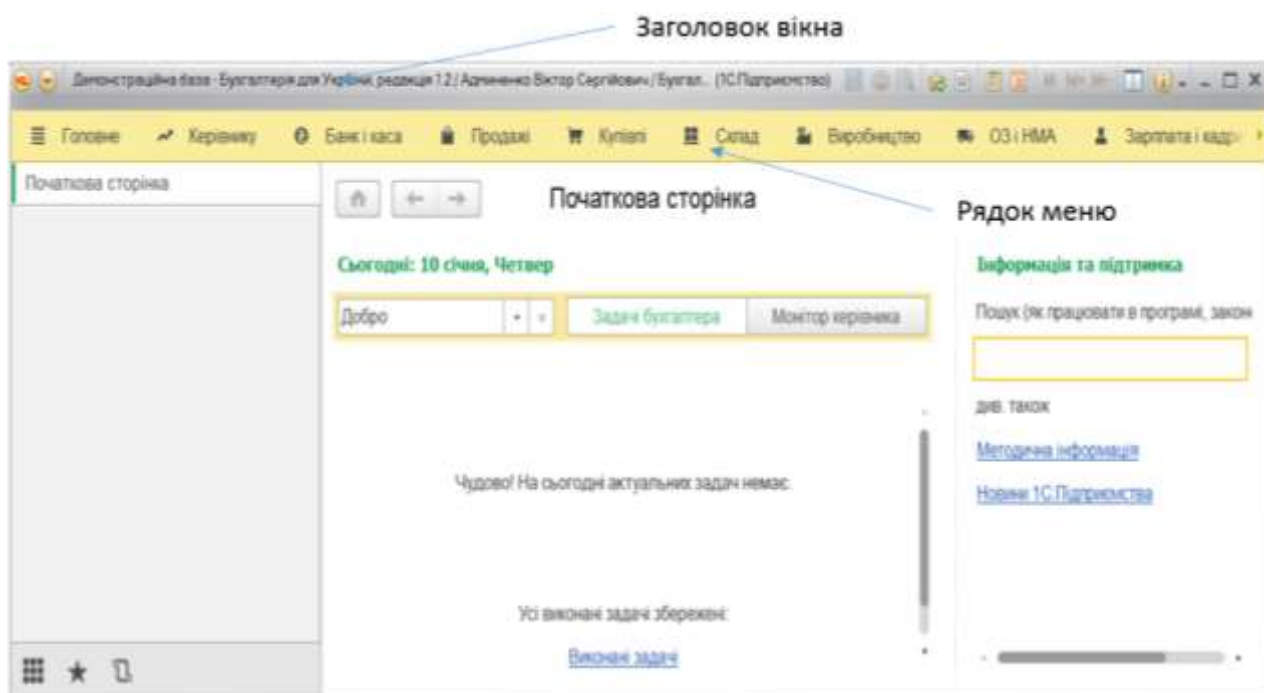 Заголовок вікна
Демонстраційна база - Бухгалтерія для України, редакція 1.2 / Адміненко Віктор Сергійович / Бухгал... (1С:Підприємство)
Головне Керівнику Банк і каса Продажі Купівлі Склад Виробництво ОЗ і НМА Зарплата і кадри
Початкова сторінка
Початкова сторінка
Рядок меню
Сьогодні: 10 січня, Четвер
Добро
Задачі бухгалтера
Монітор керівника
Чудово! На сьогодні актуальних задач немає.
Усі виконані задачі збережені:
Виконані задачі
Інформація та підтримка
Пошук (як працювати в програмі, закон
див. також
Методична інформація
Новини 1С:Підприємства